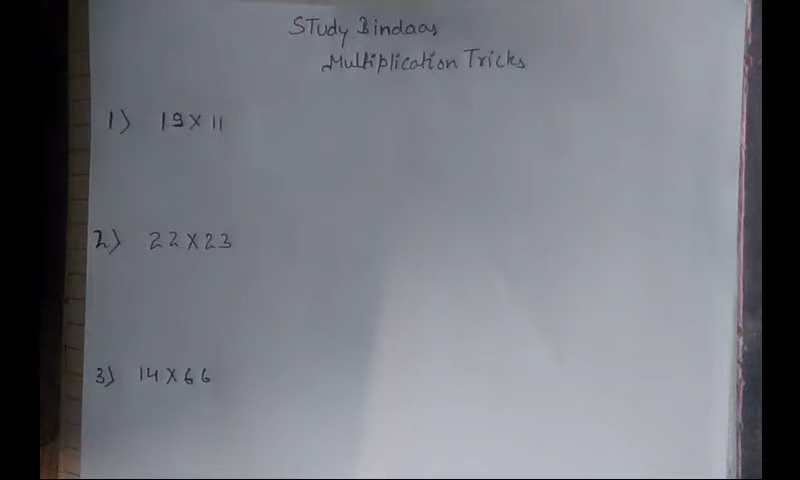 STudy Bindaas
Multiplication Tricks
1) 19 X 11
2) 22 X 23
3) 14 X 66